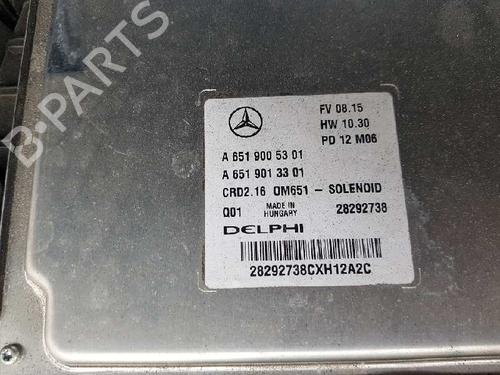 B-PARTS
FV 08.15
HW 10.30
PD 12 M06
A 651 900 53 01
A 651 901 33 01
CRD2.16 OM651 - SOLENOID
Q01 MADE IN HUNGARY 28292738
DELPHI
28292738CXH12A2C